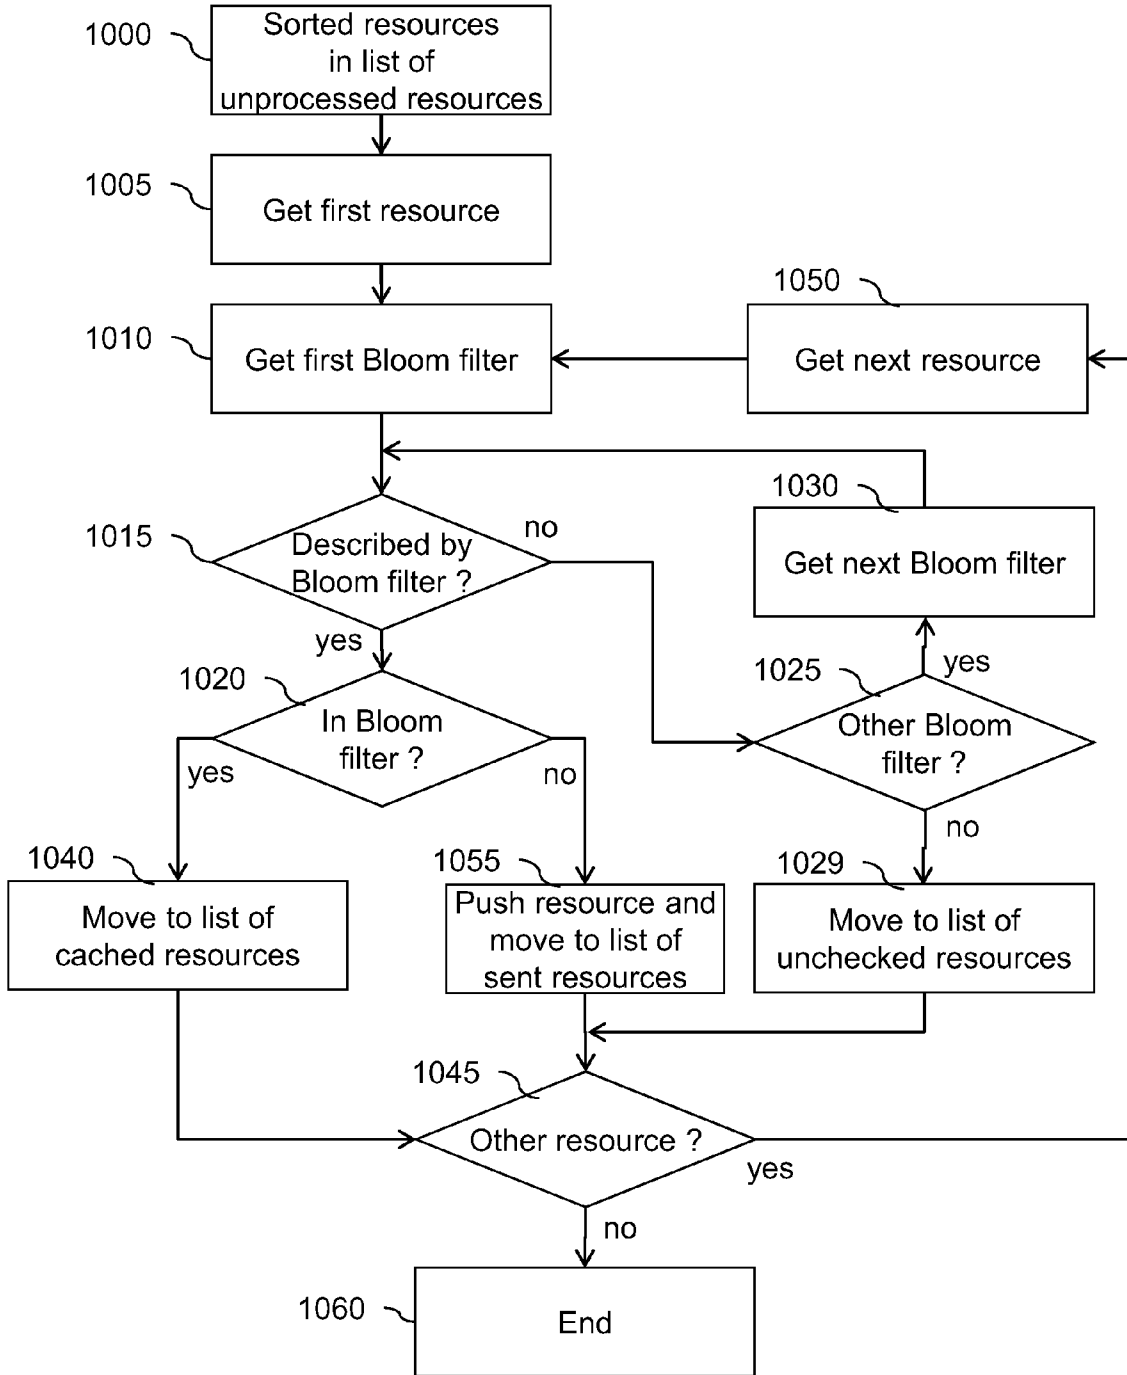 1000
Sorted resources
in list of
unprocessed resources
1005
Get first resource
1050
1010
Get first Bloom filter
Get next resource
1030
1015
no
Described by
Bloom filter ?
Get next Bloom filter
yes
1020
1025
yes
In Bloom
filter ?
Other Bloom
filter ?
yes
no
no
1040
1055
1029
Move to list of
cached resources
Push resource and
move to list of
sent resources
Move to list of
unchecked resources
1045
Other resource ?
yes
no
1060
End